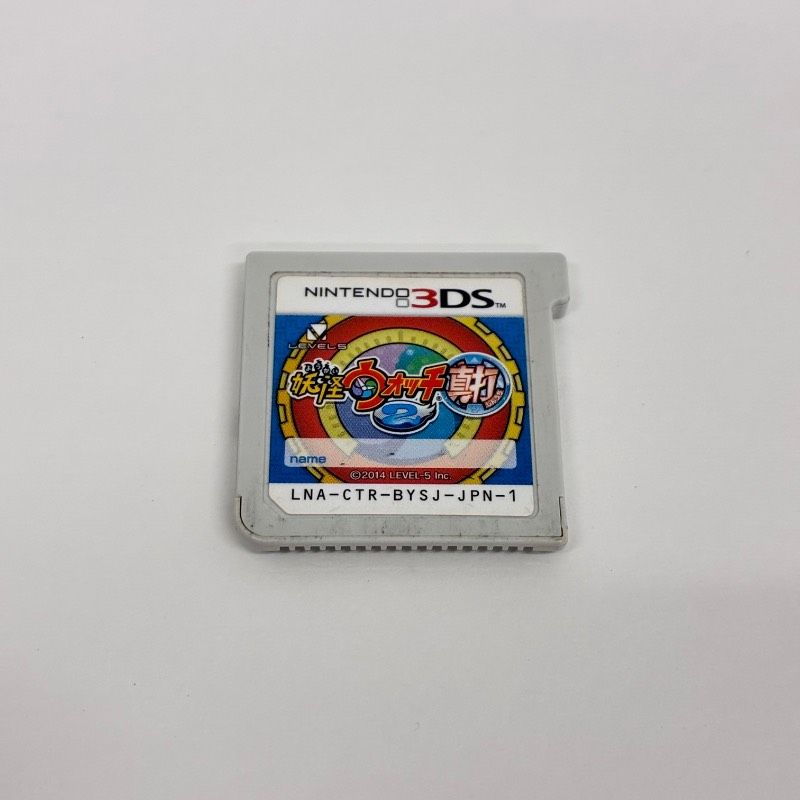 NINTENDO 3DS™
LEVEL5
妖怪ウォッチ 真打
2
name
©2014 LEVEL-5 Inc.
LNA-CTR-BYSJ-JPN-1